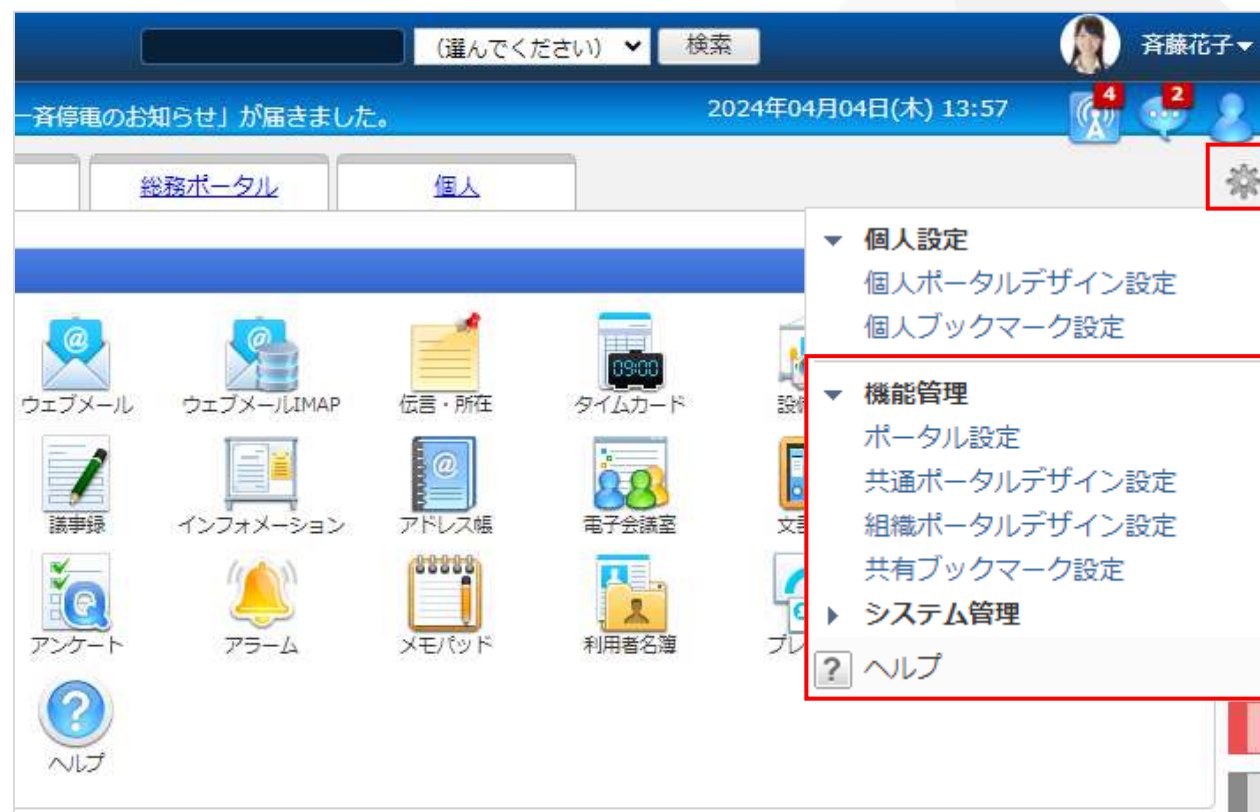 (選んでください) 検索 斉藤花子▼
一斉停電のお知らせ」が届きました。 2024年04月04日(木) 13:57 4 2
総務ポータル 個人
個人設定
個人ポータルデザイン設定
個人ブックマーク設定
機能管理
ポータル設定
共通ポータルデザイン設定
組織ポータルデザイン設定
共有ブックマーク設定
システム管理
? ヘルプ
09:00
ウェブメール ウェブメールIMAP 伝言・所在 タイムカード 設
議事録 インフォメーション アドレス帳 電子会議室 文
アンケート アラーム メモパッド 利用者名簿 プレ
ヘルプ